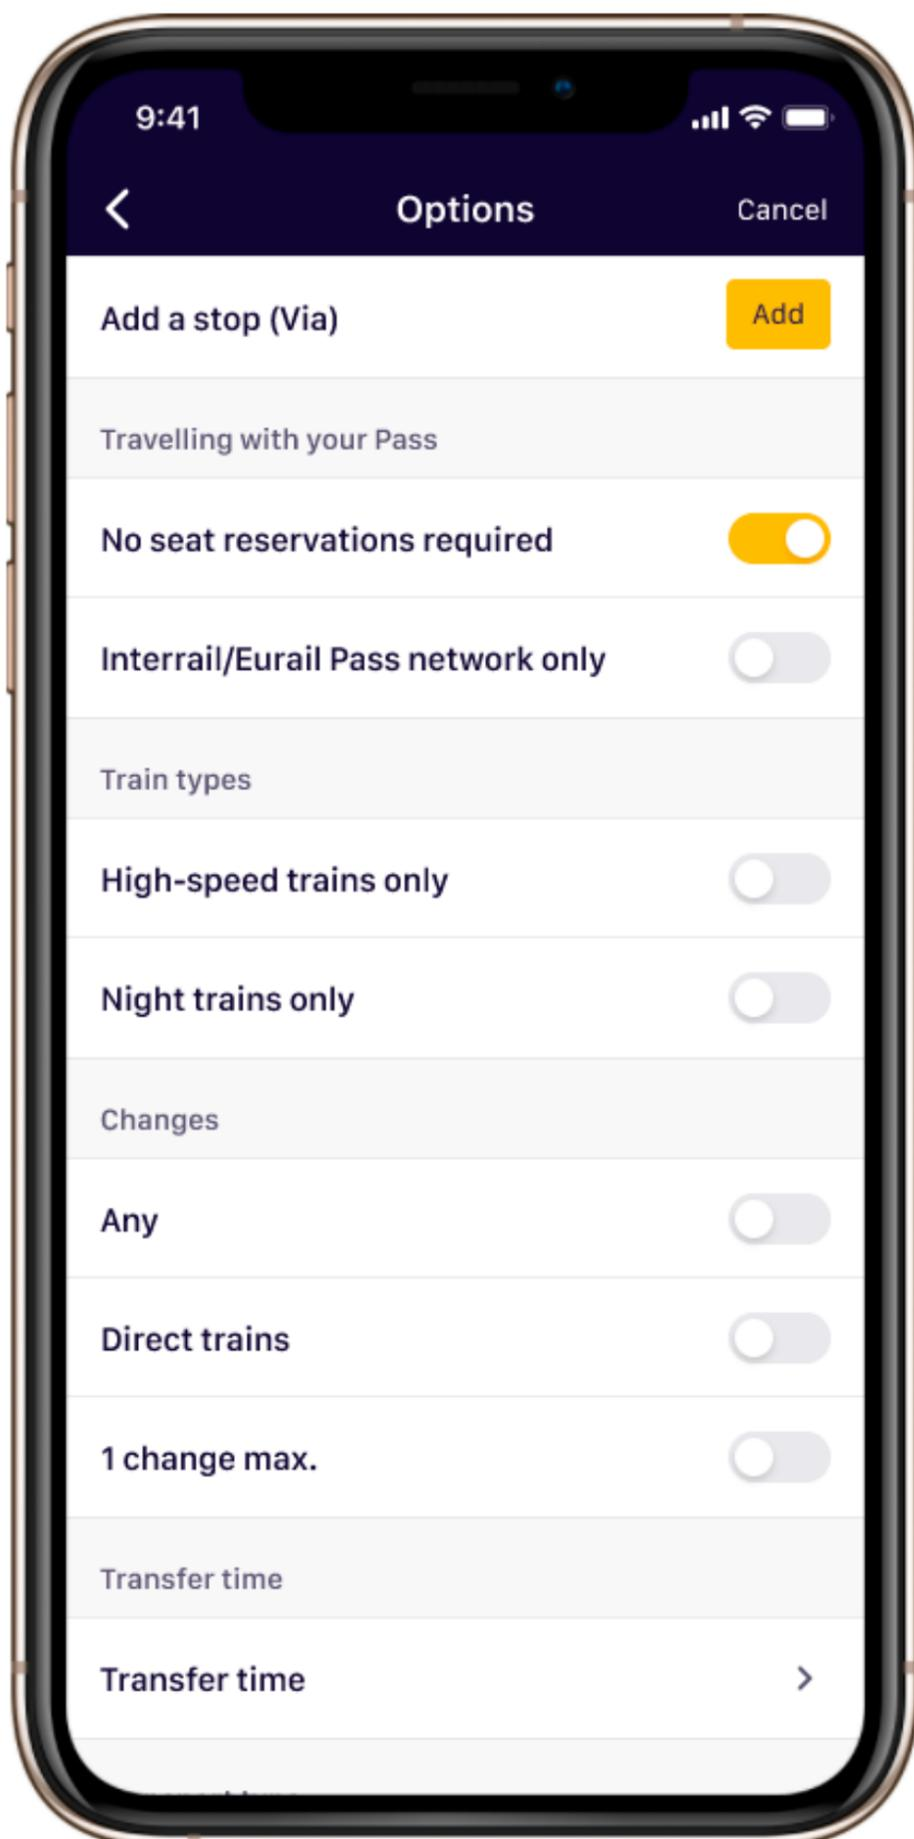 9:41
Options
Cancel
Add a stop (Via)
Add
Travelling with your Pass
No seat reservations required
Interrail/Eurail Pass network only
Train types
High-speed trains only
Night trains only
Changes
Any
Direct trains
1 change max.
Transfer time
Transfer time